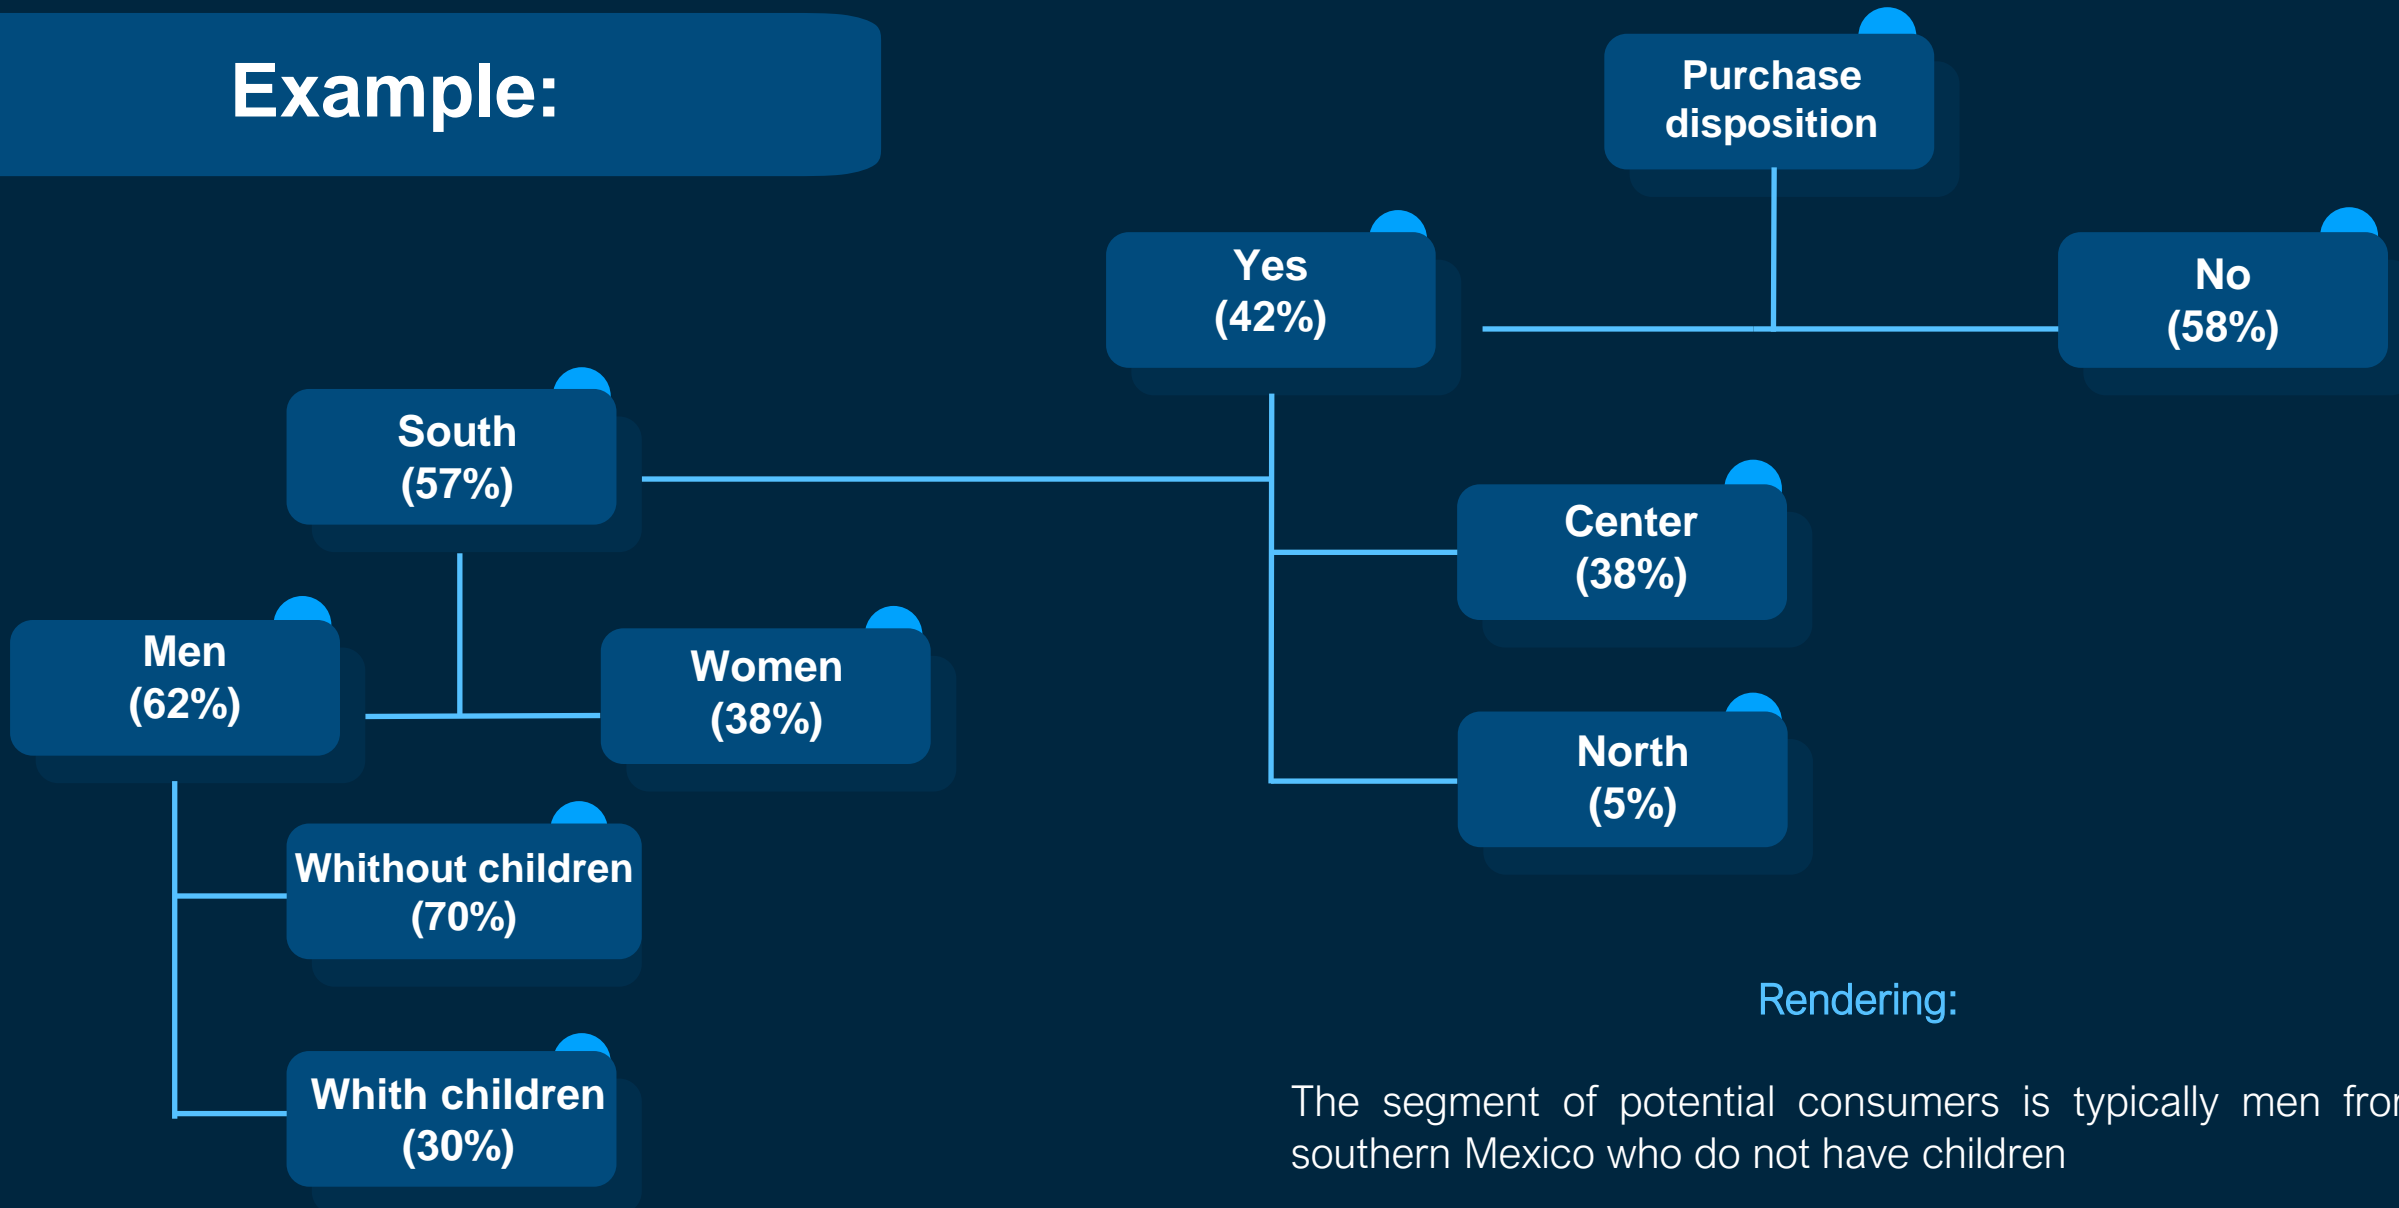 Example:
Purchase
disposition
Yes
(42%)
No
(58%)
South
(57%)
Center
(38%)
Men
(62%)
Women
(38%)
North
(5%)
Whithout children
(70%)
Whith children
(30%)
Rendering:
The segment of potential consumers is typically men from
southern Mexico who do not have children